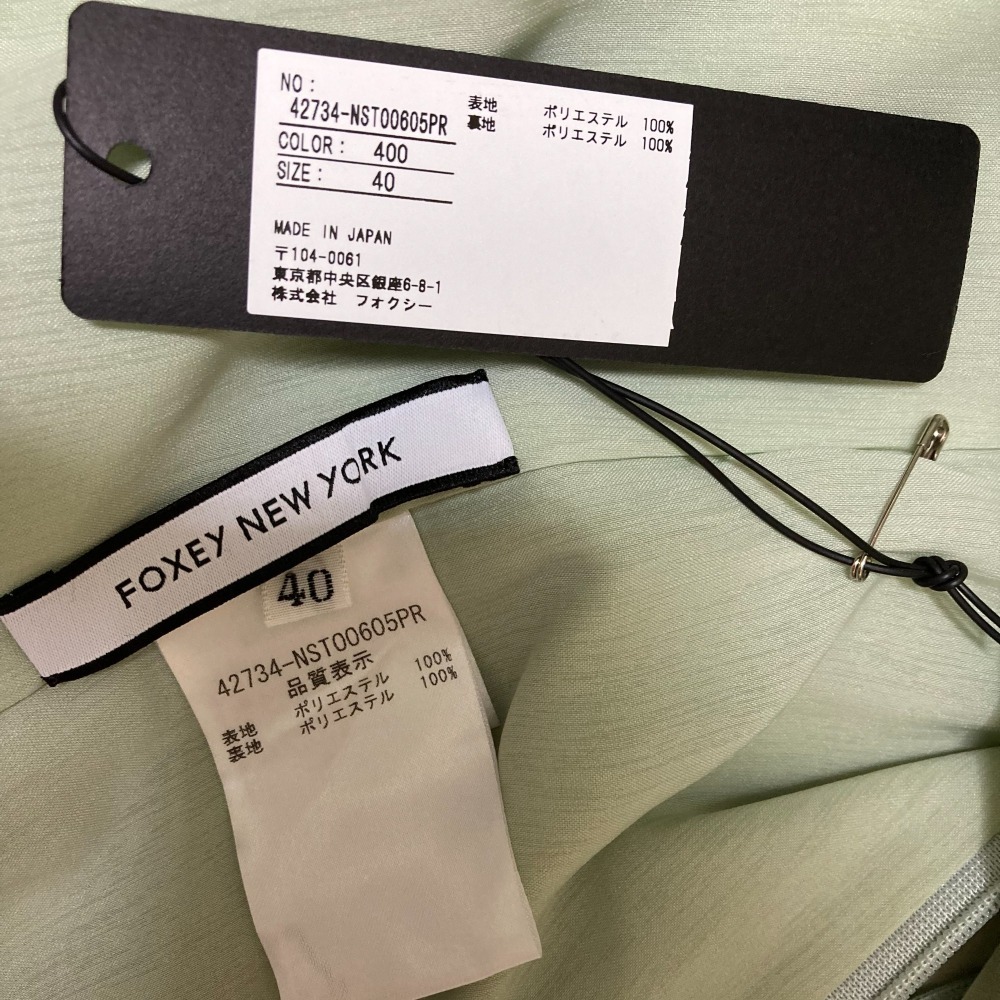 NO:
42734-NST00605PR
COLOR: 400
SIZE: 40
表地 ポリエステル 100%
裏地 ポリエステル 100%
MADE IN JAPAN
〒104-0061
東京都中央区銀座6-8-1
株式会社 フォクシー
FOXEY NEW YORK
40
42734-NST00605PR
品質表示
表地 ポリエステル 100%
裏地 ポリエステル 100%